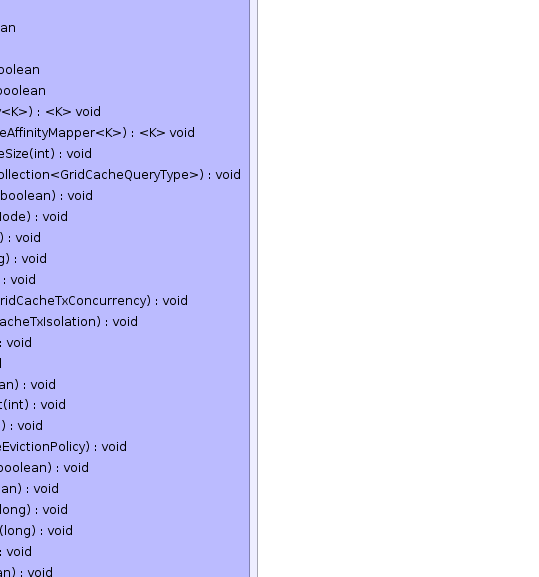 an
oolean
boolean
<K>) : <K> void
eAffinityMapper<K>) : <K> void
eSize(int) : void
ollection<GridCacheQueryType>) : void
boolean) : void
ode) : void
) : void
g) : void
: void
ridCacheTxConcurrency) : void
acheTxIsolation) : void
: void
an) : void
t(int) : void
) : void
eEvictionPolicy) : void
boolean) : void
an) : void
long) : void
(long) : void
: void
an) : void